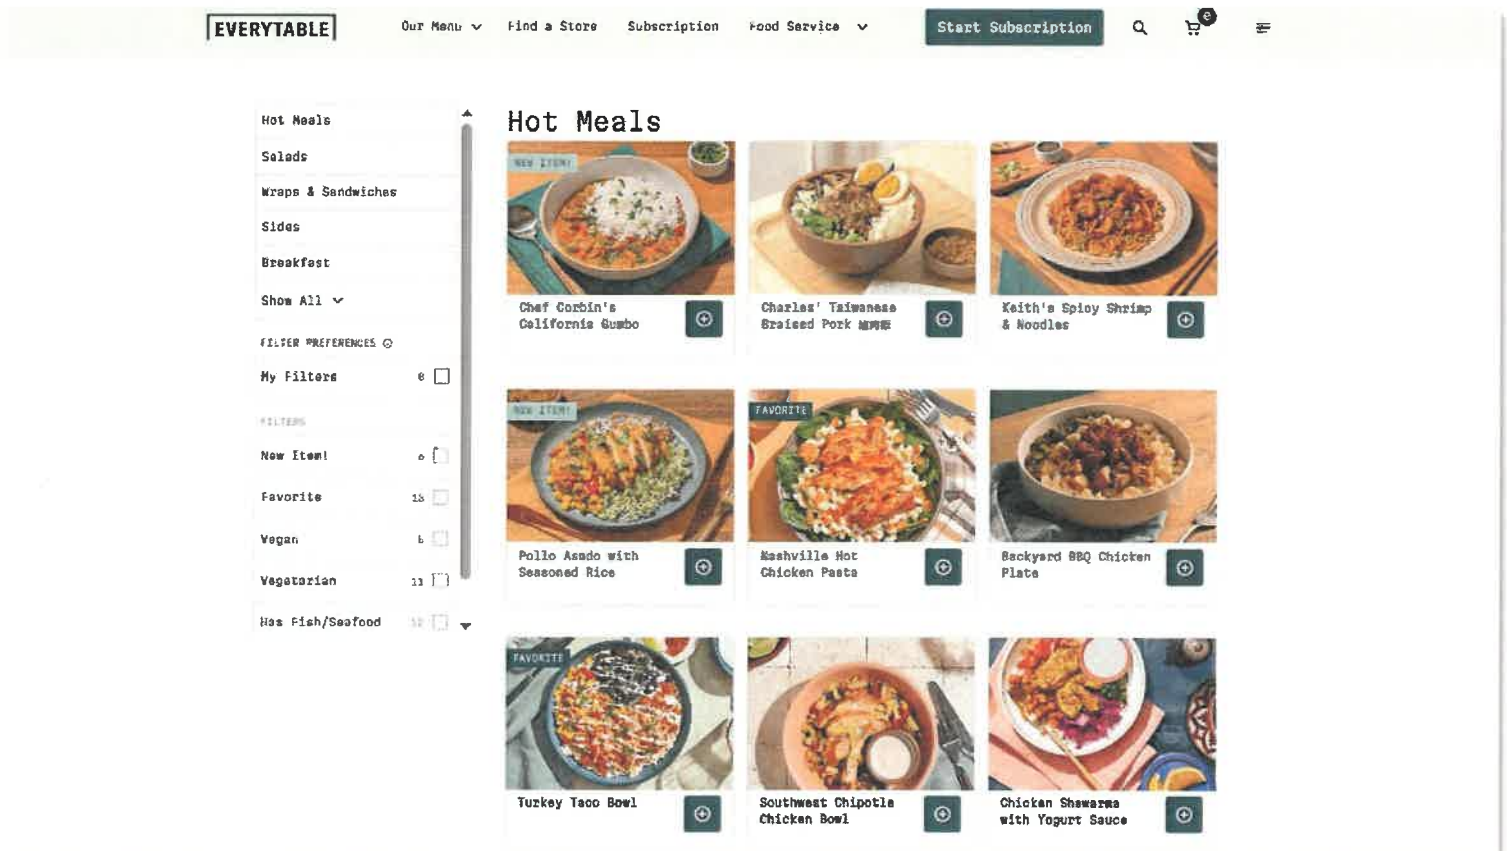 EVERYTABLE
Our Menu
Find a Store
Subscription
Food Service
Start Subscription
Hot Meals
Salads
Wraps & Sandwiches
Sides
Breakfast
Show All
FILTER PREFERENCES
My Filters 0
FILTERS
New Item!
Favorite
Vegan
Vegetarian 11
Has Fish/Seafood
Hot Meals
NEW ITEM!
Chef Corbin's
California Gumbo
Charles' Taiwanese
Braised Pork
Keith's Spicy Shrimp
& Noodles
NEW ITEM!
Pollo Asado with
Seasoned Rice
FAVORITE
Nashville Hot
Chicken Pasta
Backyard BBQ Chicken
Plate
FAVORITE
Turkey Taco Bowl
Southwest Chipotle
Chicken Bowl
Chicken Shawarma
with Yogurt Sauce